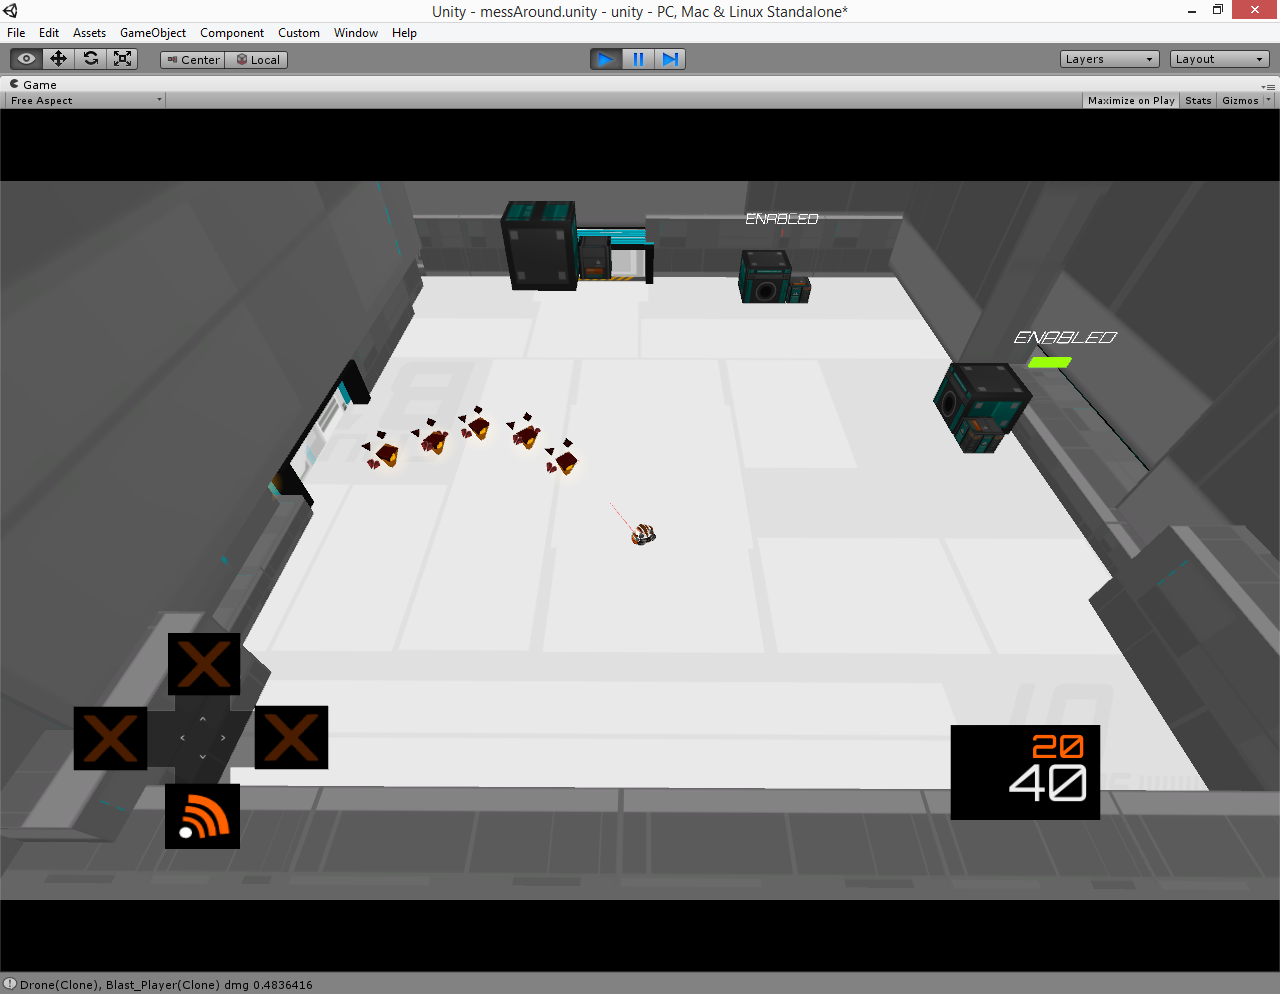 Unity - messAround.unity - unity - PC, Mac & Linux Standalone*
File Edit Assets GameObject Component Custom Window Help
Center Local Layers Layout
Game
Free Aspect Maximize on Play Stats Gizmos
ENABLED
ENABLED
20
40
Drone(Clone), Blast_Player(Clone) dmg 0.4836416